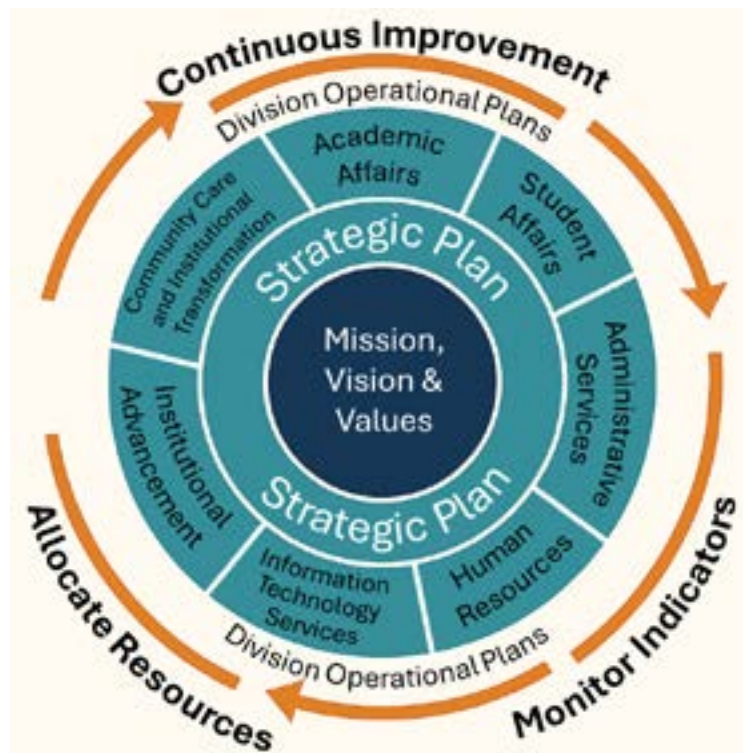 Continuous Improvement
Division Operational Plans
Academic
Affairs
Student
Affairs
Administrative
Services
Human
Resources
Information
Technology
Services
Institutional
Advancement
Community Care
and Institutional
Transformation
Strategic Plan
Mission,
Vision &
Values
Strategic Plan
Division Operational Plans
Monitor Indicators
Allocate Resources